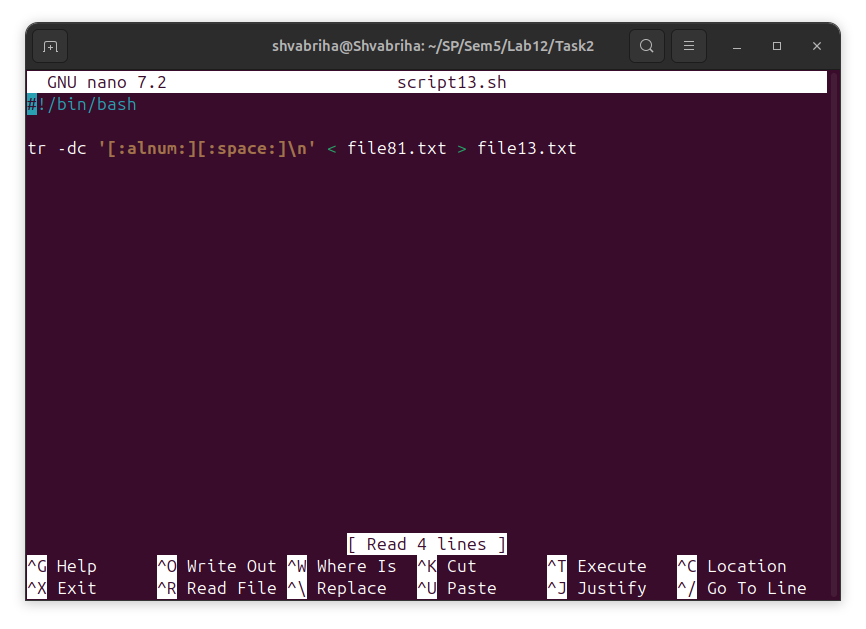 shvabriha@Shvabriha: ~/SP/Sem5/Lab12/Task2
GNU nano 7.2 script13.sh
#!/bin/bash
tr -dc '[:alnum:][:space:]\n' < file81.txt > file13.txt
[ Read 4 lines ]
^G Help ^O Write Out ^W Where Is ^K Cut ^T Execute ^C Location
^X Exit ^R Read File ^\ Replace ^U Paste ^J Justify ^/ Go To Line